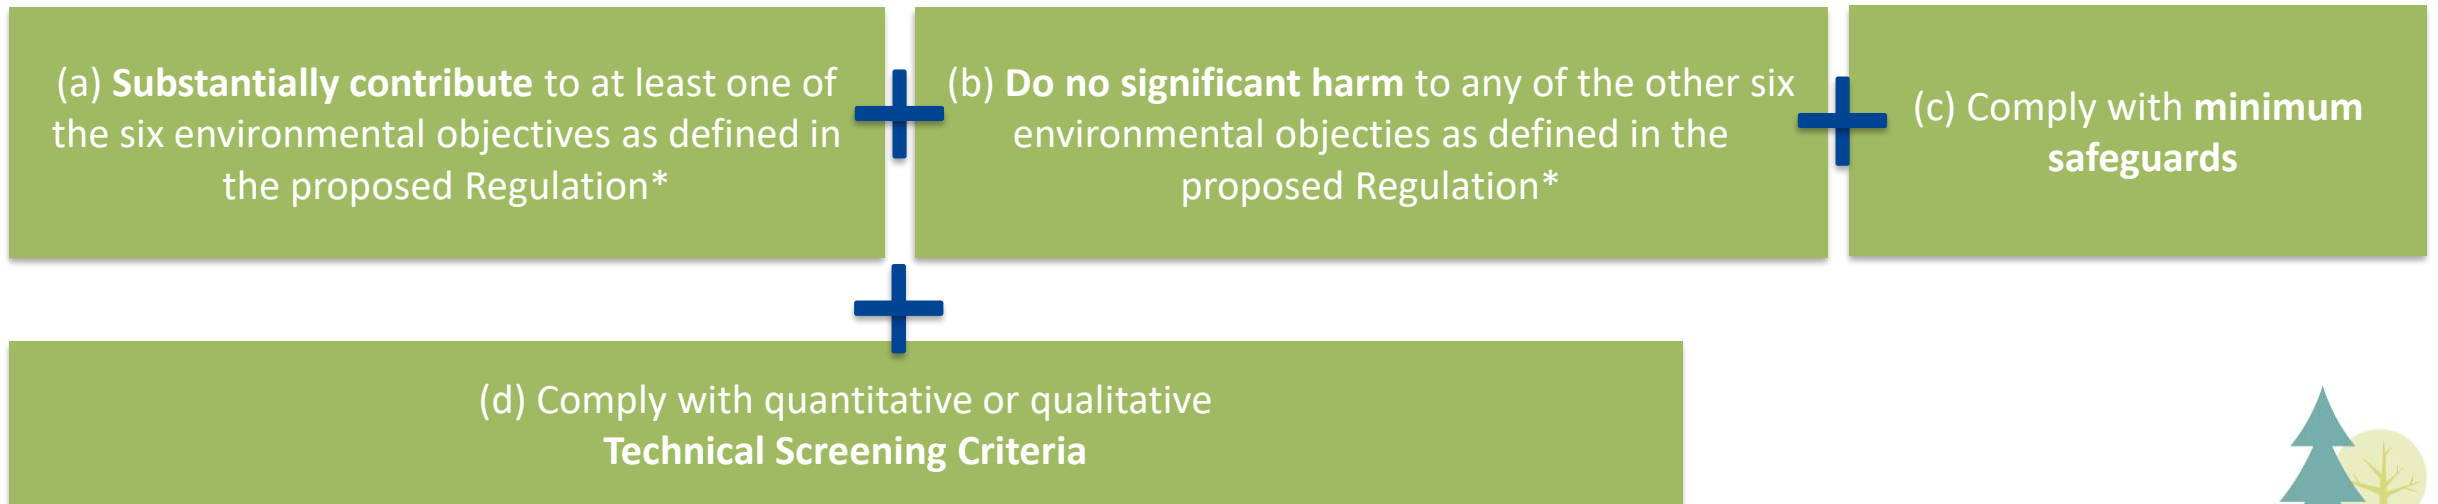 (a) Substantially contribute to at least one of
the six environmental objectives as defined in
the proposed Regulation*
(b) Do no significant harm to any of the other six
environmental objecties as defined in the
proposed Regulation*
(c) Comply with minimum
safeguards
(d) Comply with quantitative or qualitative
Technical Screening Criteria